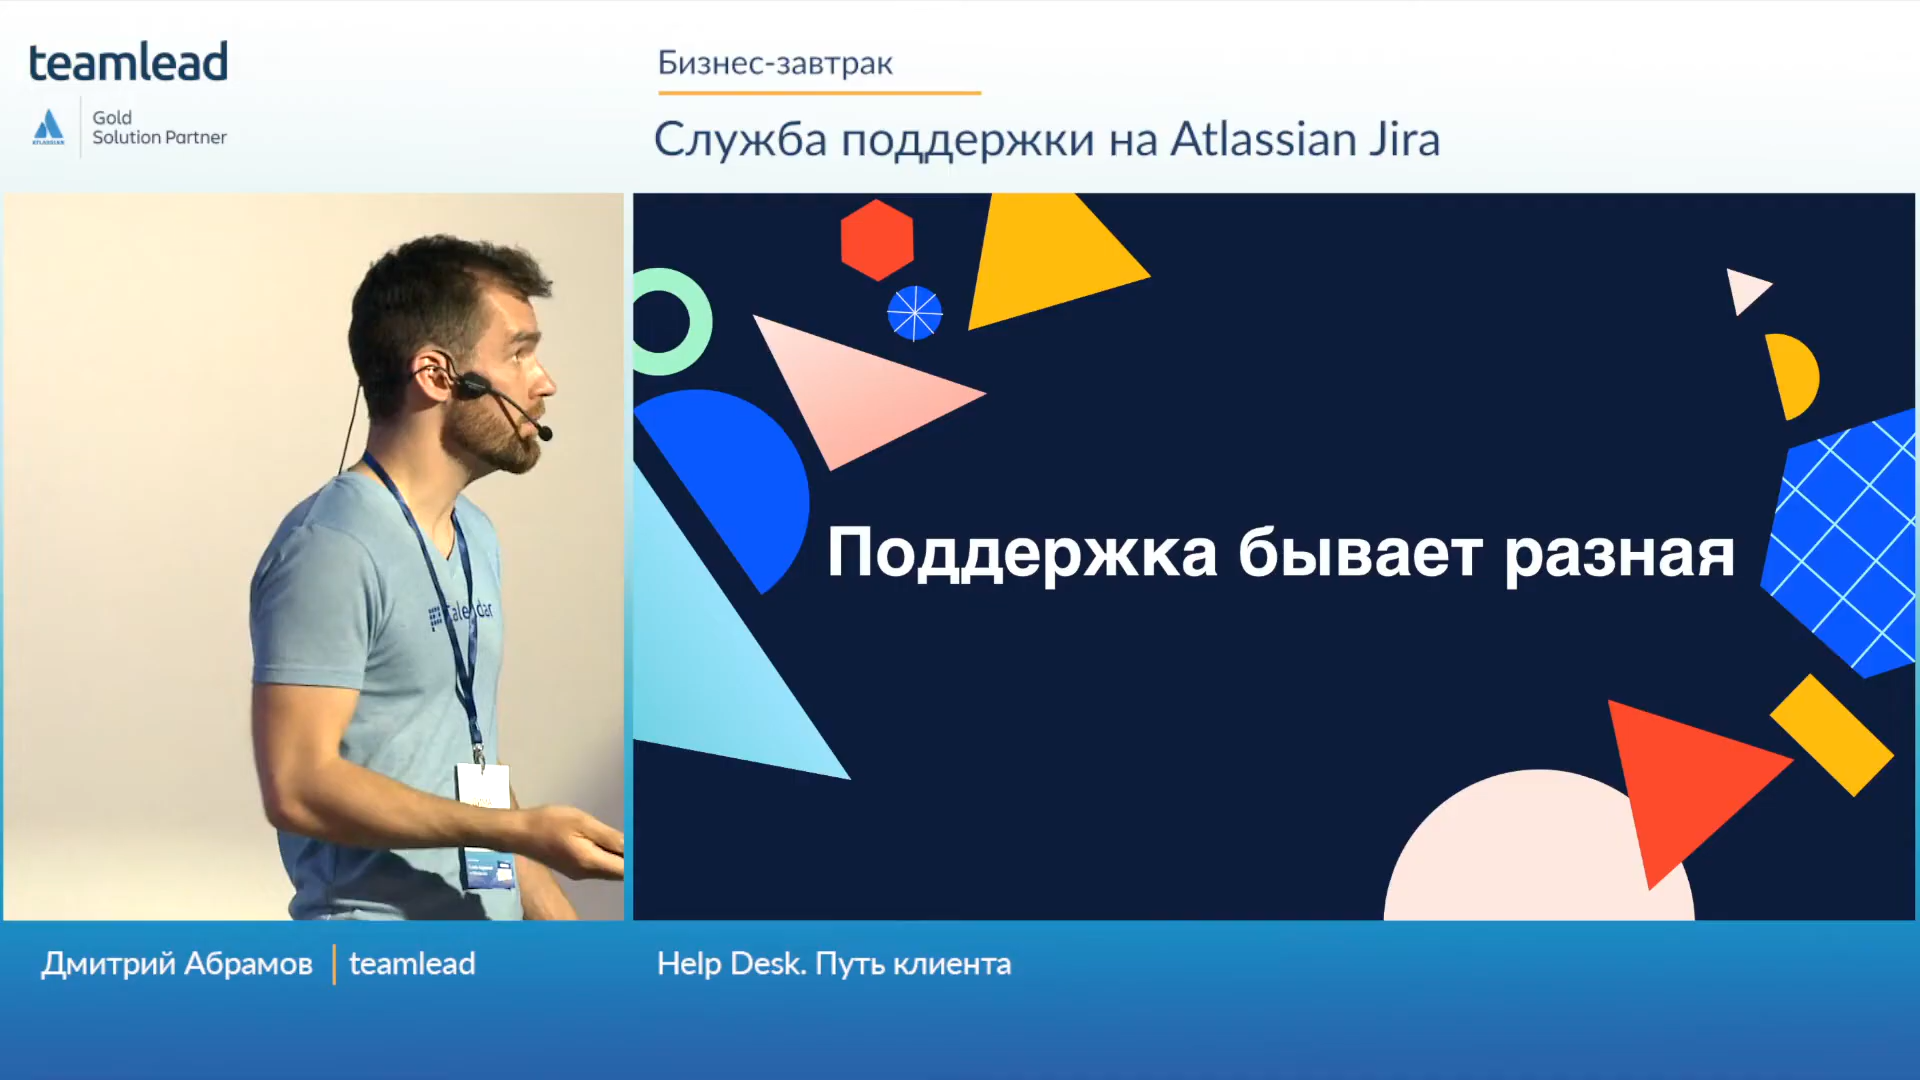 teamlead
ATLASSIAN
Gold
Solution Partner
Бизнес-завтрак
Служба поддержки на Atlassian Jira
Поддержка бывает разная
Дмитрий Абрамов | teamlead
Help Desk. Путь клиента